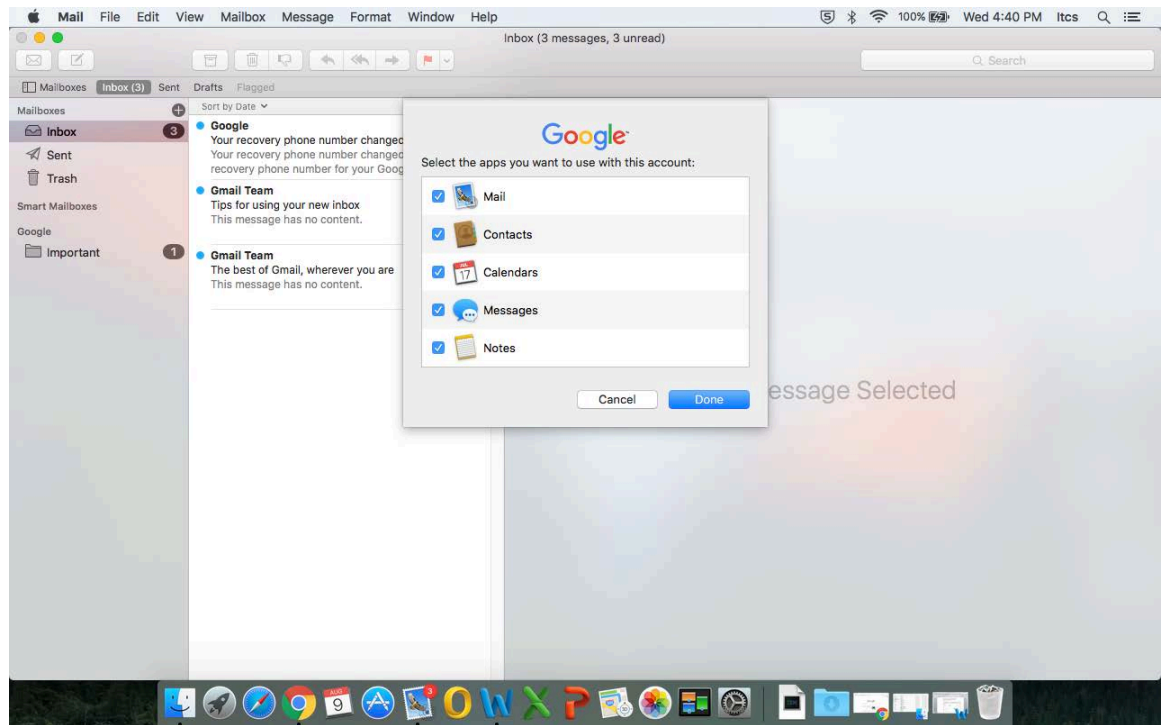 Mail File Edit View Mailbox Message Format Window Help 100% Wed 4:40 PM Itcs
Inbox (3 messages, 3 unread)
Search
Mailboxes Inbox (3) Sent Drafts Flagged
Mailboxes
Inbox 3
Sent
Trash
Smart Mailboxes
Google
Important 1
Sort by Date
Google
Your recovery phone number changed
Your recovery phone number changed
recovery phone number for your Goog
Gmail Team
Tips for using your new inbox
This message has no content.
Gmail Team
The best of Gmail, wherever you are
This message has no content.
Google
Select the apps you want to use with this account:
Mail
Contacts
JUL
17
Calendars
Messages
Notes
Cancel Done
essage Selected
AUG
9
3